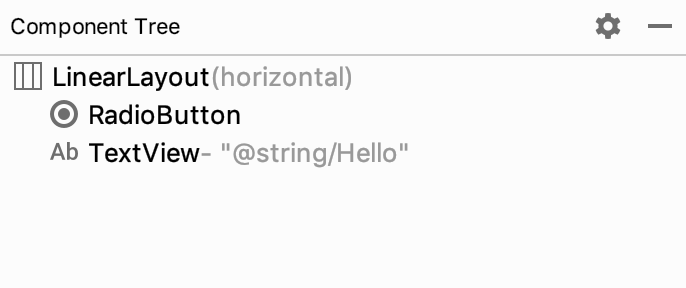 Component Tree
LinearLayout(horizontal)
RadioButton
Ab TextView- "@string/Hello"